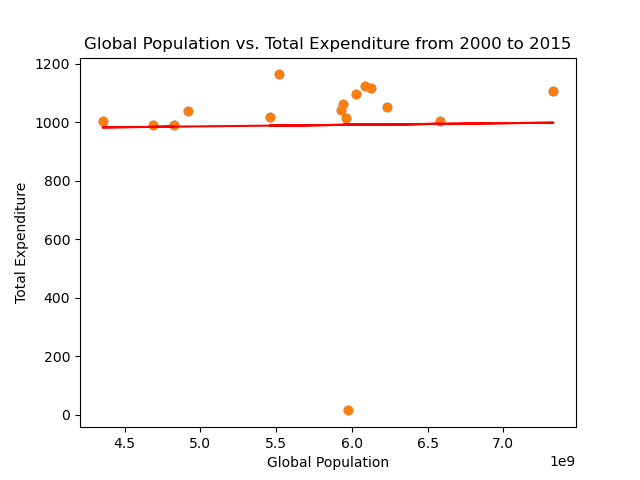 Global Population vs. Total Expenditure from 2000 to 2015
1200
1000
800
600
400
200
0
Total Expenditure
4.5 5.0 5.5 6.0 6.5 7.0
1e9
Global Population